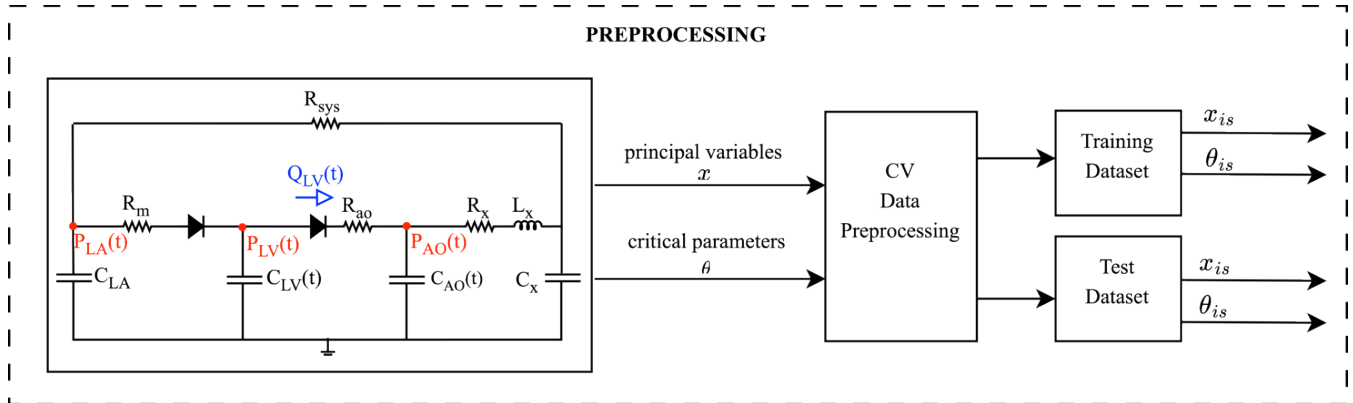 PREPROCESSING
R_sys
Q_LV(t)
R_m
R_ao
R_x
L_x
P_LA(t)
P_LV(t)
P_AO(t)
C_LA
C_LV(t)
C_AO(t)
C_x
principal variables
x
critical parameters
θ
CV
Data
Preprocessing
Training
Dataset
x_is
θ_is
Test
Dataset
x_is
θ_is